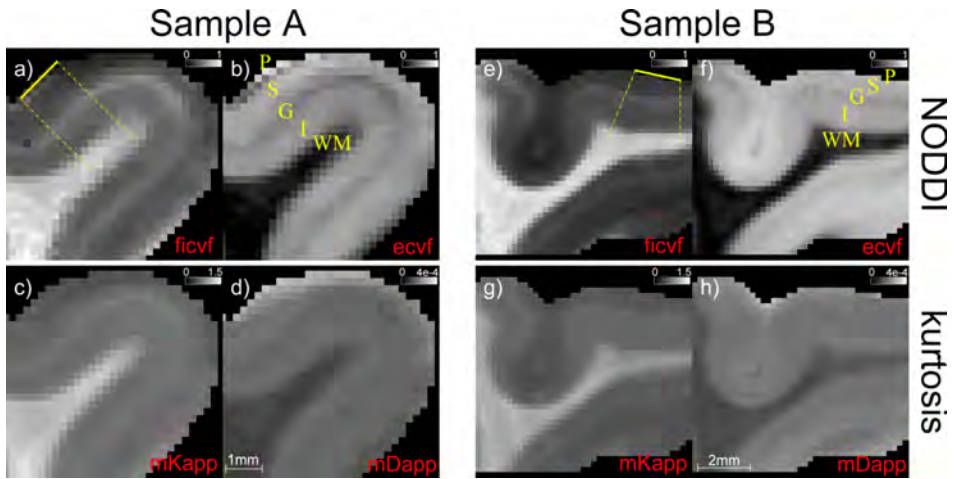 Sample A
Sample B
a)
0 1
b)
P
0 1
S
G
I
WM
ficvf
ecvf
e)
0 1
f)
0 1
P
S
G
I
WM
ficvf
ecvf
NODDI
c)
0 1.5
d)
0 4e-4
mKapp
1mm
mDapp
g)
0 1.5
h)
0 4e-4
mKapp
2mm
mDapp
kurtosis